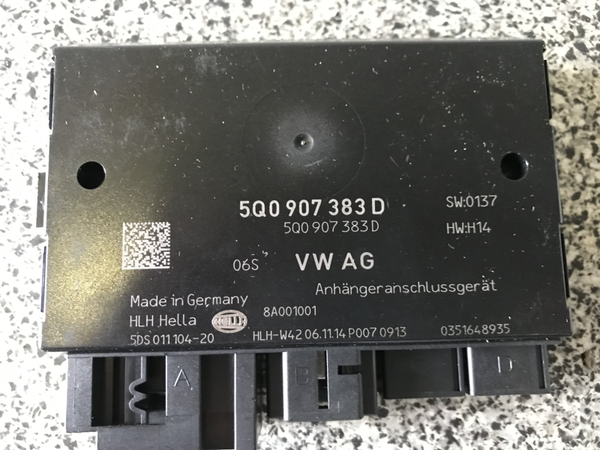 5Q0 907 383 D
5Q0 907 383 D
SW:0137
HW:H14
06S VW AG
Anhängeranschlussgerät
Made in Germany
8A001001
HLH Hella HELLA
5DS 011 104-20 HLH-W42 06.11.14 P007 0913 0351648935
A B D